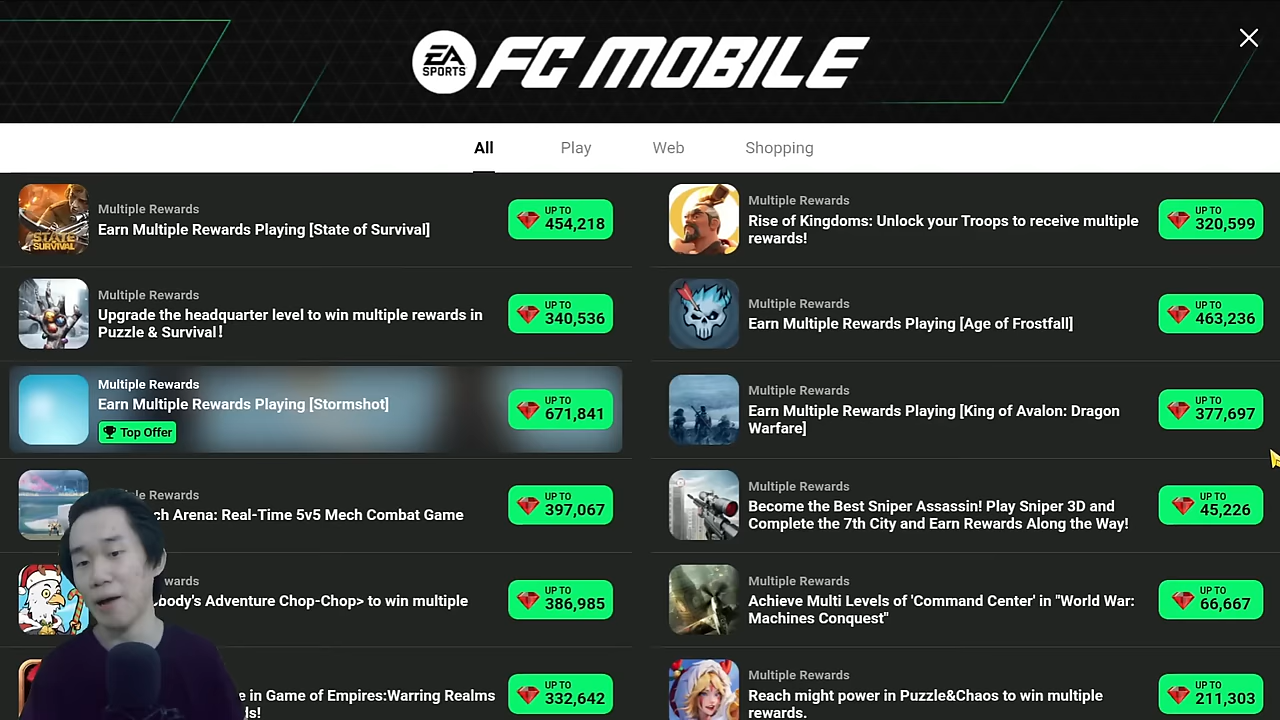 EA SPORTS FC MOBILE
All Play Web Shopping
Multiple Rewards
Earn Multiple Rewards Playing [State of Survival]
UP TO
454,218
STATE
SURVIVAL
Multiple Rewards
Rise of Kingdoms: Unlock your Troops to receive multiple
rewards!
UP TO
320,599
Multiple Rewards
Upgrade the headquarter level to win multiple rewards in
Puzzle & Survival！
UP TO
340,536
Multiple Rewards
Earn Multiple Rewards Playing [Age of Frostfall]
UP TO
463,236
Multiple Rewards
Earn Multiple Rewards Playing [Stormshot]
Top Offer
UP TO
671,841
Multiple Rewards
Earn Multiple Rewards Playing [King of Avalon: Dragon
Warfare]
UP TO
377,697
Rewards
Arena: Real-Time 5v5 Mech Combat Game
UP TO
397,067
Multiple Rewards
Become the Best Sniper Assassin! Play Sniper 3D and
Complete the 7th City and Earn Rewards Along the Way!
UP TO
45,226
Adventure Chop-Chop> to win multiple
UP TO
386,985
Multiple Rewards
Achieve Multi Levels of 'Command Center' in "World War:
Machines Conquest"
UP TO
66,667
in Game of Empires:Warring Realms
UP TO
332,642
Multiple Rewards
Reach might power in Puzzle&Chaos to win multiple
rewards.
UP TO
211,303